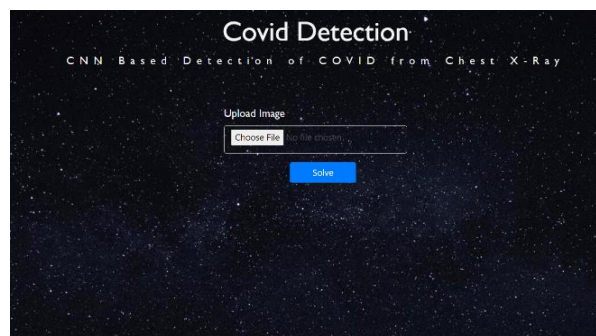 Covid Detection
CNN Based Detection of COVID from Chest X-Ray
Upload Image
Choose File No file chosen
Solve